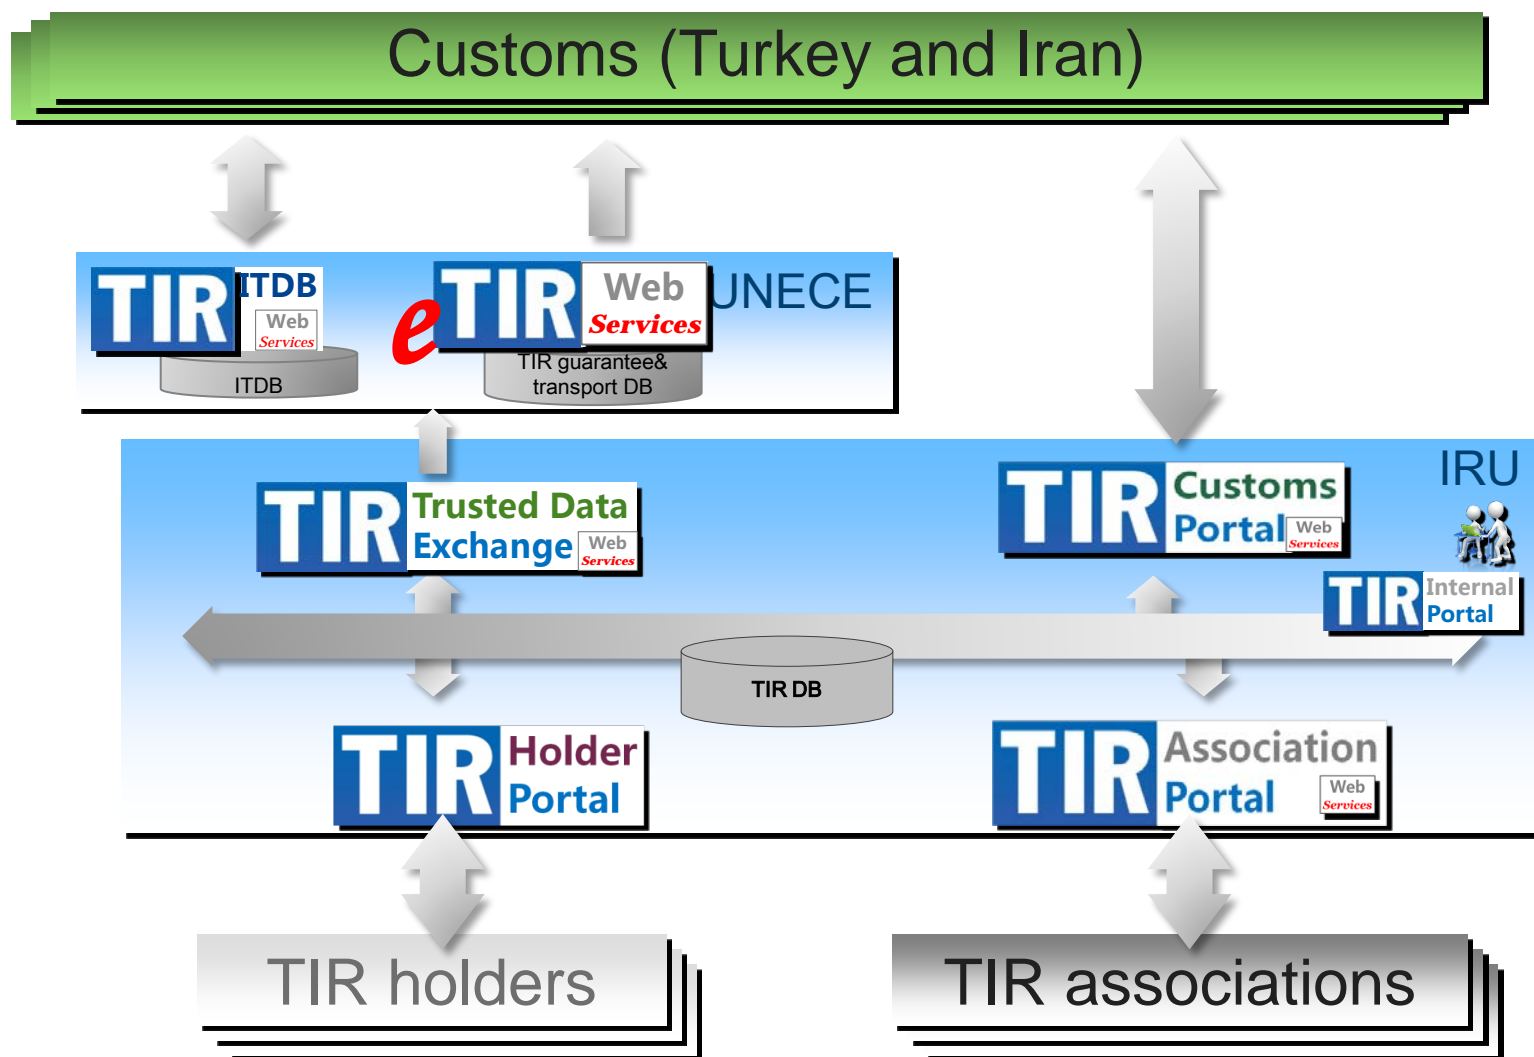 Customs (Turkey and Iran)
TIR ITDB
Web
Services
ITDB
eTIR Web
Services
UNECE
TIR guarantee&
transport DB
IRU
TIR Trusted Data
Exchange
Web
Services
TIR Customs
Portal
Web
Services
TIR Internal
Portal
TIR DB
TIR Holder
Portal
TIR Association
Portal
Web
Services
TIR holders
TIR associations